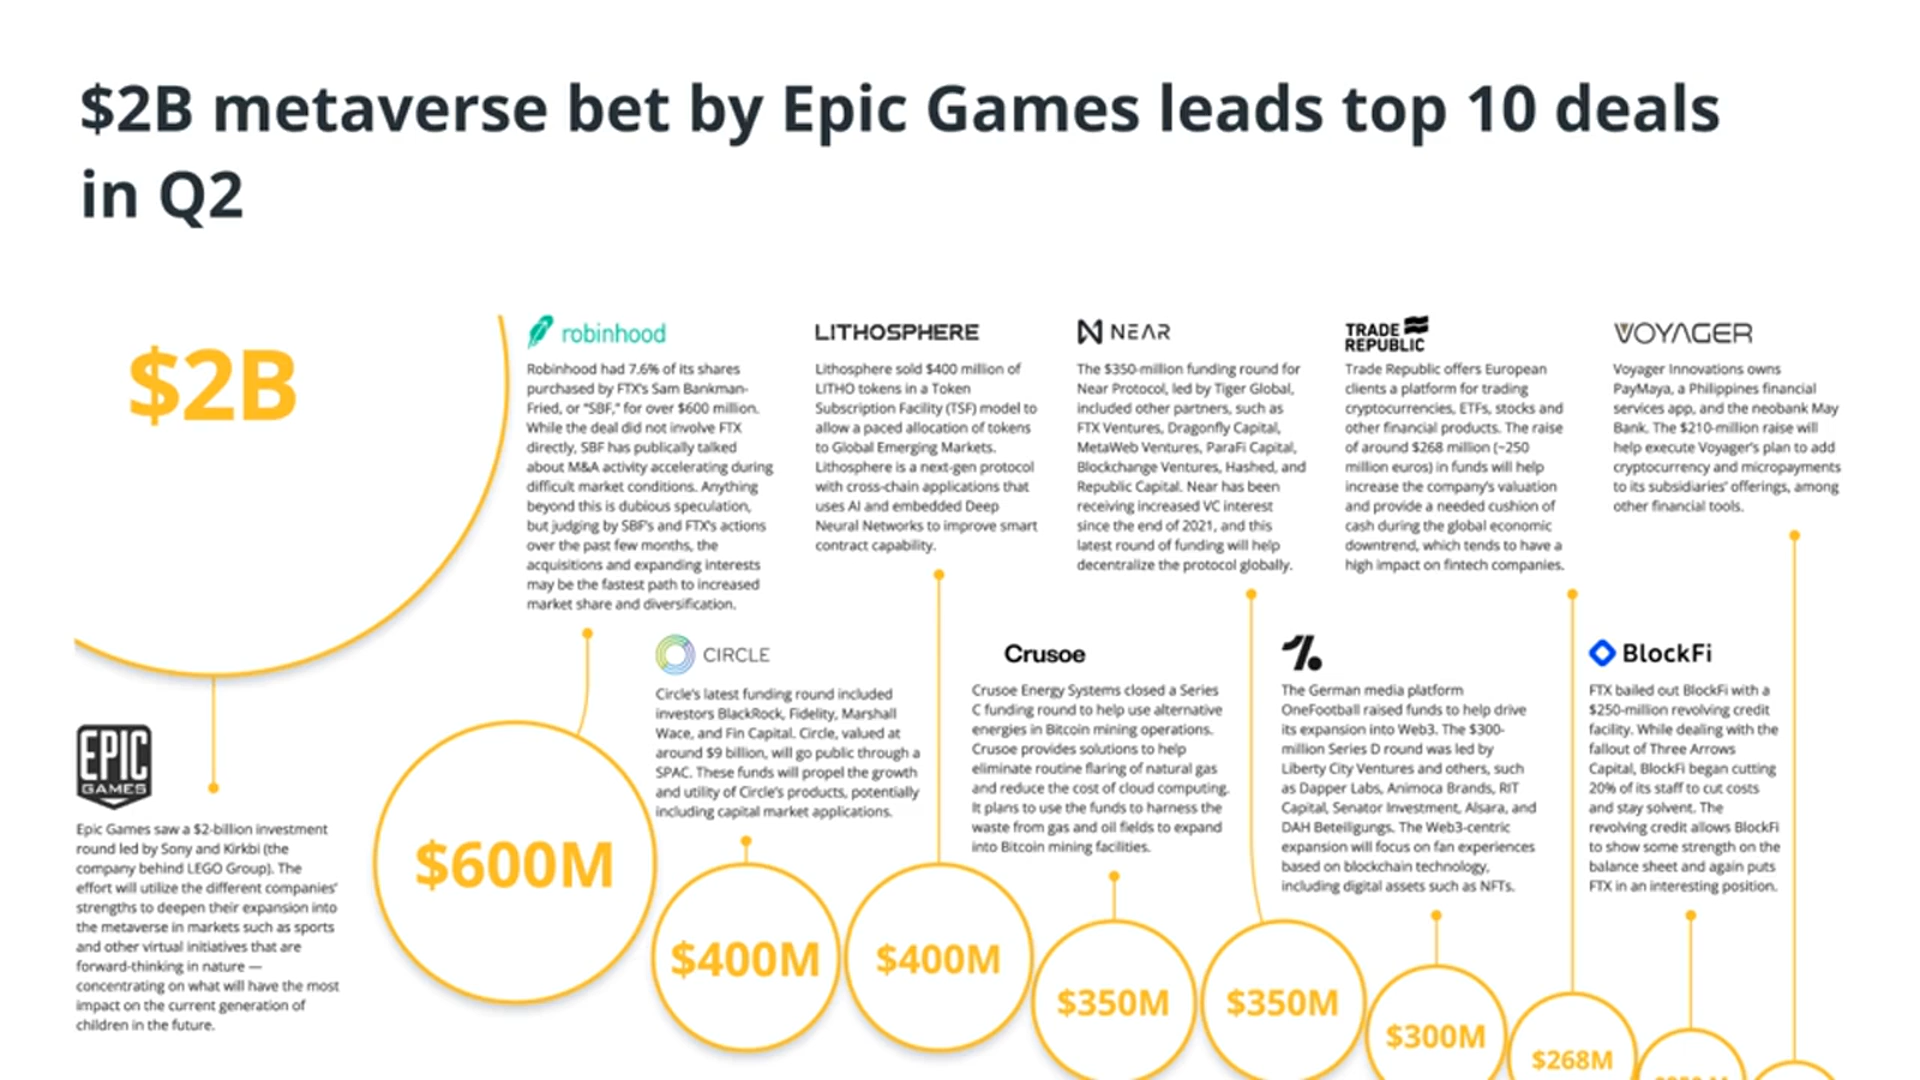 $2B metaverse bet by Epic Games leads top 10 deals
in Q2
$2B
EPIC
GAMES
Epic Games saw a $2-billion investment
round led by Sony and Kirkbi (the
company behind LEGO Group). The
effort will utilize the different companies'
strengths to deepen their expansion into
the metaverse in markets such as sports
and other virtual initiatives that are
forward-thinking in nature —
concentrating on what will have the most
impact on the current generation of
children in the future.
robinhood
Robinhood had 7.6% of its shares
purchased by FTX's Sam Bankman-
Fried, or "SBF," for over $600 million.
While the deal did not involve FTX
directly, SBF has publically talked
about M&A activity accelerating during
difficult market conditions. Anything
beyond this is dubious speculation,
but judging by SBF's and FTX's actions
over the past few months, the
acquisitions and expanding interests
may be the fastest path to increased
market share and diversification.
$600M
CIRCLE
Circle's latest funding round included
investors BlackRock, Fidelity, Marshall
Wace, and Fin Capital. Circle, valued at
around $9 billion, will go public through a
SPAC. These funds will propel the growth
and utility of Circle's products, potentially
including capital market applications.
$400M
LITHOSPHERE
Lithosphere sold $400 million of
LITHO tokens in a Token
Subscription Facility (TSF) model to
allow a paced allocation of tokens
to Global Emerging Markets.
Lithosphere is a next-gen protocol
with cross-chain applications that
uses AI and embedded Deep
Neural Networks to improve smart
contract capability.
$400M
Crusoe
Crusoe Energy Systems closed a Series
C funding round to help use alternative
energies in Bitcoin mining operations.
Crusoe provides solutions to help
eliminate routine flaring of natural gas
and reduce the cost of cloud computing.
It plans to use the funds to harness the
waste from gas and oil fields to expand
into Bitcoin mining facilities.
$350M
NEAR
The $350-million funding round for
Near Protocol, led by Tiger Global,
included other partners, such as
FTX Ventures, Dragonfly Capital,
MetaWeb Ventures, ParaFi Capital,
Blockchange Ventures, Hashed, and
Republic Capital. Near has been
receiving increased VC interest
since the end of 2021, and this
latest round of funding will help
decentralize the protocol globally.
$350M
The German media platform
OneFootball raised funds to help drive
its expansion into Web3. The $300-
million Series D round was led by
Liberty City Ventures and others, such
as Dapper Labs, Animoca Brands, RIT
Capital, Senator Investment, Alsara, and
DAH Beteiligungs. The Web3-centric
expansion will focus on fan experiences
based on blockchain technology,
including digital assets such as NFTs.
$300M
TRADE
REPUBLIC
Trade Republic offers European
clients a platform for trading
cryptocurrencies, ETFs, stocks and
other financial products. The raise
of around $268 million (~250
million euros) in funds will help
increase the company's valuation
and provide a needed cushion of
cash during the global economic
downtrend, which tends to have a
high impact on fintech companies.
$268M
BlockFi
FTX bailed out BlockFi with a
$250-million revolving credit
facility. While dealing with the
fallout of Three Arrows
Capital, BlockFi began cutting
20% of its staff to cut costs
and stay solvent. The
revolving credit allows BlockFi
to show some strength on the
balance sheet and again puts
FTX in an interesting position.
VOYAGER
Voyager Innovations owns
PayMaya, a Philippines financial
services app, and the neobank May
Bank. The $210-million raise will
help execute Voyager's plan to add
cryptocurrency and micropayments
to its subsidiaries' offerings, among
other financial tools.